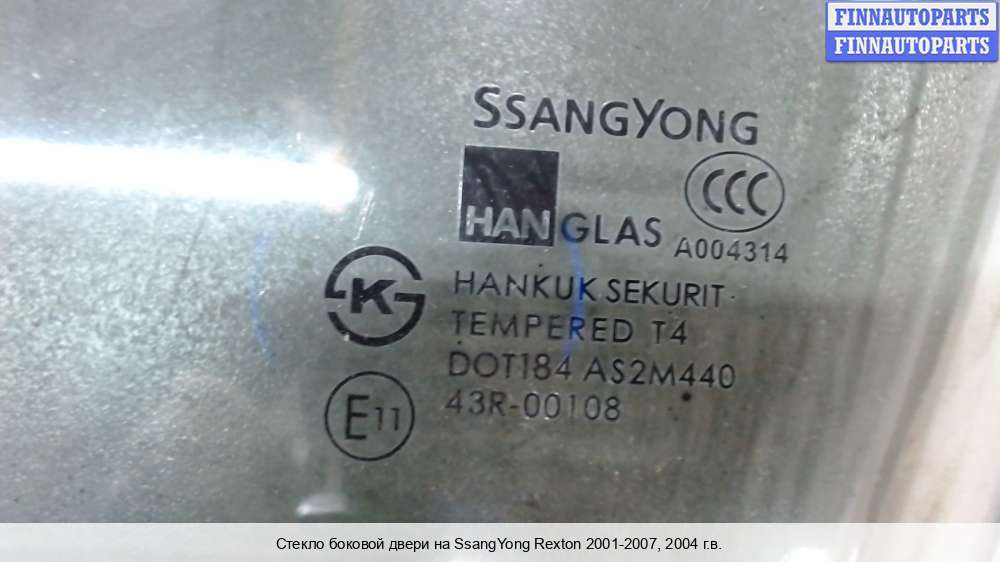 FINNAUTOPARTS
FINNAUTOPARTS
SSANGYONG
HANGLAS
CCC
A004314
K
HANKUK SEKURIT
TEMPERED T4
DOT184 AS2M440
E11
43R-00108
Стекло боковой двери на SsangYong Rexton 2001-2007, 2004 г.в.